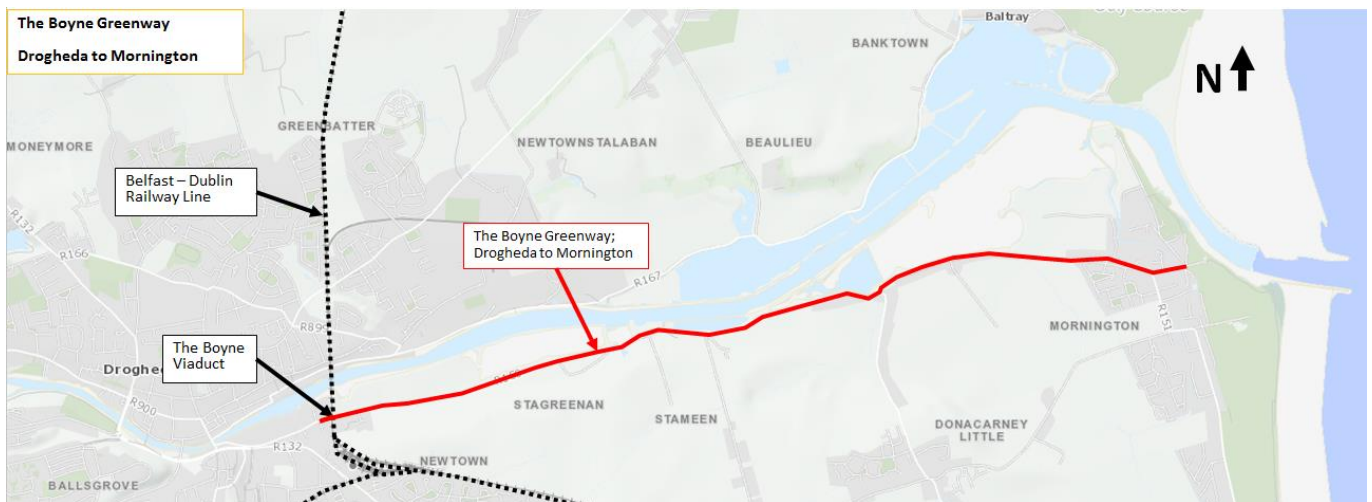 The Boyne Greenway
Drogheda to Mornington
Baltray
BANKTOWN
N
GREENBATTER
MONEYMORE
NEWTOWNSTALABAN
BEAULIEU
Belfast – Dublin
Railway Line
R132
R166
The Boyne Greenway;
Drogheda to Mornington
R167
R899
MORNINGTON
R151
The Boyne
Viaduct
Droghe
R900
STAGREENAN
STAMEEN
DONACARNEY
LITTLE
R132
NEWTOWN
BALLSGROVE